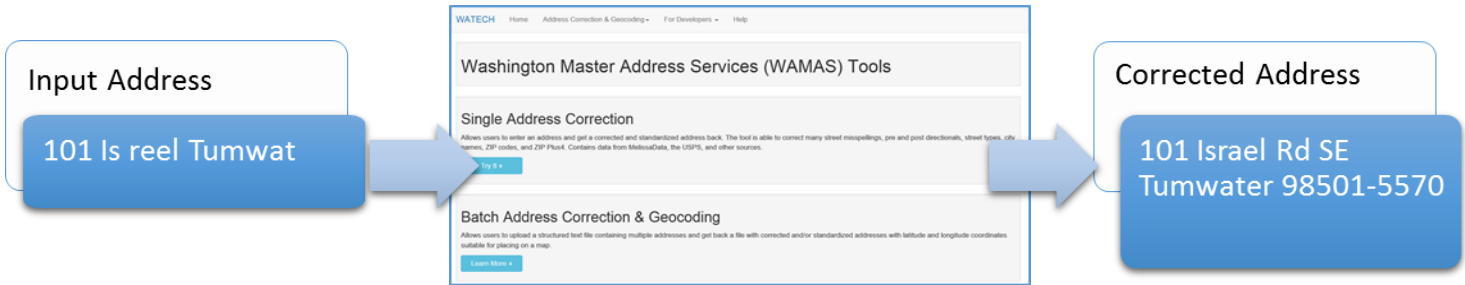 Input Address
101 Is reel Tumwat
WATECH Home Address Correction & Geocoding For Developers Help
Washington Master Address Services (WAMAS) Tools
Single Address Correction
Allows users to enter an address and get a corrected and standardized address back. The tool is able to correct many street misspellings, pre and post directionals, street types, city
names, ZIP codes, and ZIP Plus4. Contains data from MelissaData, the USPS, and other sources.
Try It »
Batch Address Correction & Geocoding
Allows users to upload a structured text file containing multiple addresses and get back a file with corrected and/or standardized addresses with latitude and longitude coordinates
suitable for placing on a map.
Learn More »
Corrected Address
101 Israel Rd SE
Tumwater 98501-5570